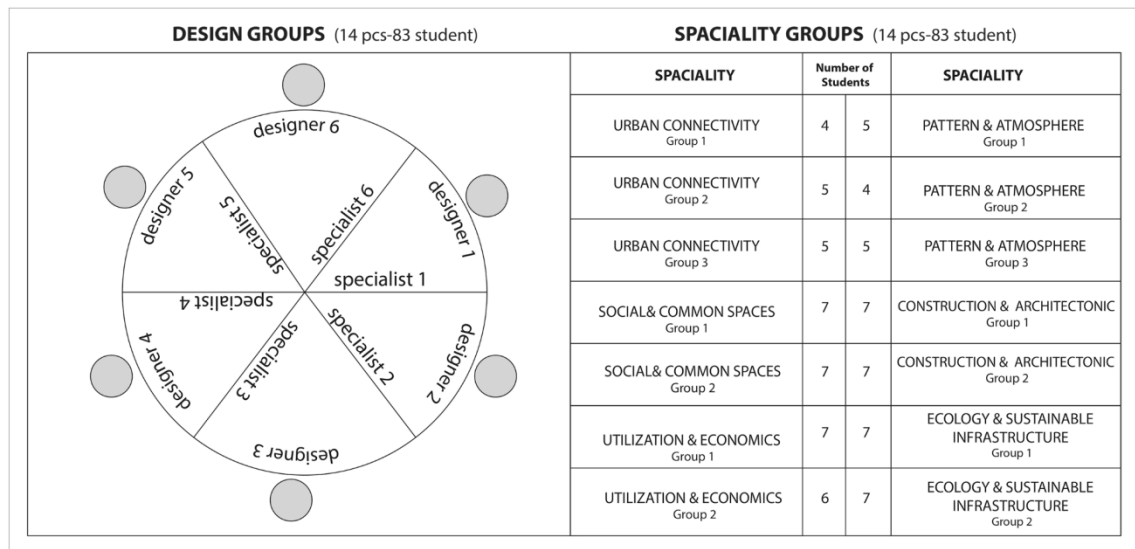 DESIGN GROUPS (14 pcs-83 student)
designer 6
designer 5
designer 1
specialist 5
specialist 6
specialist 1
specialist 4
specialist 3
specialist 2
designer 4
designer 2
designer 3
SPACIALITY GROUPS (14 pcs-83 student)
SPACIALITY
Number of
Students
SPACIALITY
URBAN CONNECTIVITY
Group 1
4 5
PATTERN & ATMOSPHERE
Group 1
URBAN CONNECTIVITY
Group 2
5 4
PATTERN & ATMOSPHERE
Group 2
URBAN CONNECTIVITY
Group 3
5 5
PATTERN & ATMOSPHERE
Group 3
SOCIAL& COMMON SPACES
Group 1
7 7
CONSTRUCTION & ARCHITECTONIC
Group 1
SOCIAL& COMMON SPACES
Group 2
7 7
CONSTRUCTION & ARCHITECTONIC
Group 2
UTILIZATION & ECONOMICS
Group 1
7 7
ECOLOGY & SUSTAINABLE
INFRASTRUCTURE
Group 1
UTILIZATION & ECONOMICS
Group 2
6 7
ECOLOGY & SUSTAINABLE
INFRASTRUCTURE
Group 2